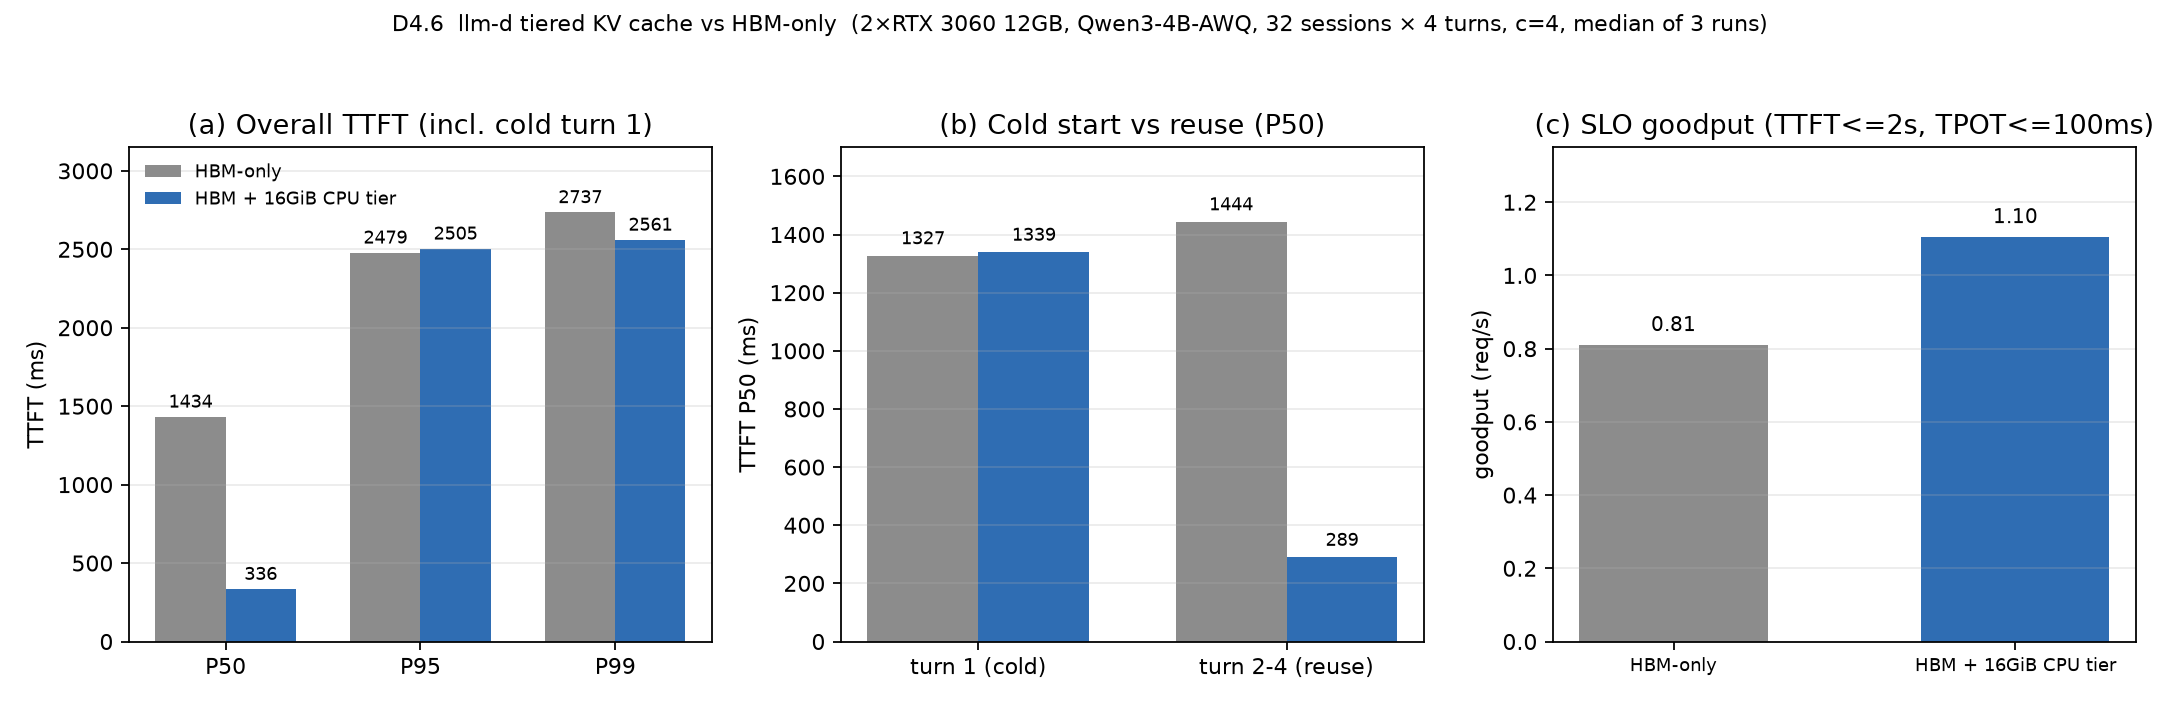 D4.6  llm-d tiered KV cache vs HBM-only  (2×RTX 3060 12GB, Qwen3-4B-AWQ, 32 sessions × 4 turns, c=4, median of 3 runs)
(a) Overall TTFT (incl. cold turn 1)
TTFT (ms)
3000
2500
2000
1500
1000
500
0
HBM-only
HBM + 16GiB CPU tier
1434
336
2479
2505
2737
2561
P50
P95
P99
(b) Cold start vs reuse (P50)
TTFT P50 (ms)
1600
1400
1200
1000
800
600
400
200
0
1327
1339
1444
289
turn 1 (cold)
turn 2-4 (reuse)
(c) SLO goodput (TTFT<=2s, TPOT<=100ms)
goodput (req/s)
1.2
1.0
0.8
0.6
0.4
0.2
0.0
0.81
1.10
HBM-only
HBM + 16GiB CPU tier